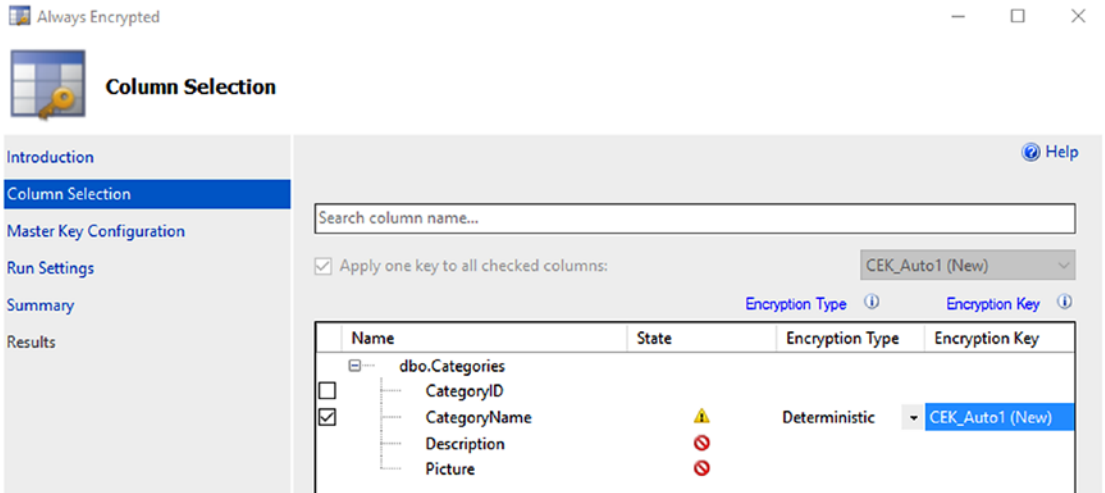 Always Encrypted
Column Selection
Introduction
Column Selection
Master Key Configuration
Run Settings
Summary
Results
Help
Search column name...
Apply one key to all checked columns: CEK_Auto1 (New)
Encryption Type Encryption Key
Name State Encryption Type Encryption Key
dbo.Categories
CategoryID
CategoryName Deterministic CEK_Auto1 (New)
Description
Picture